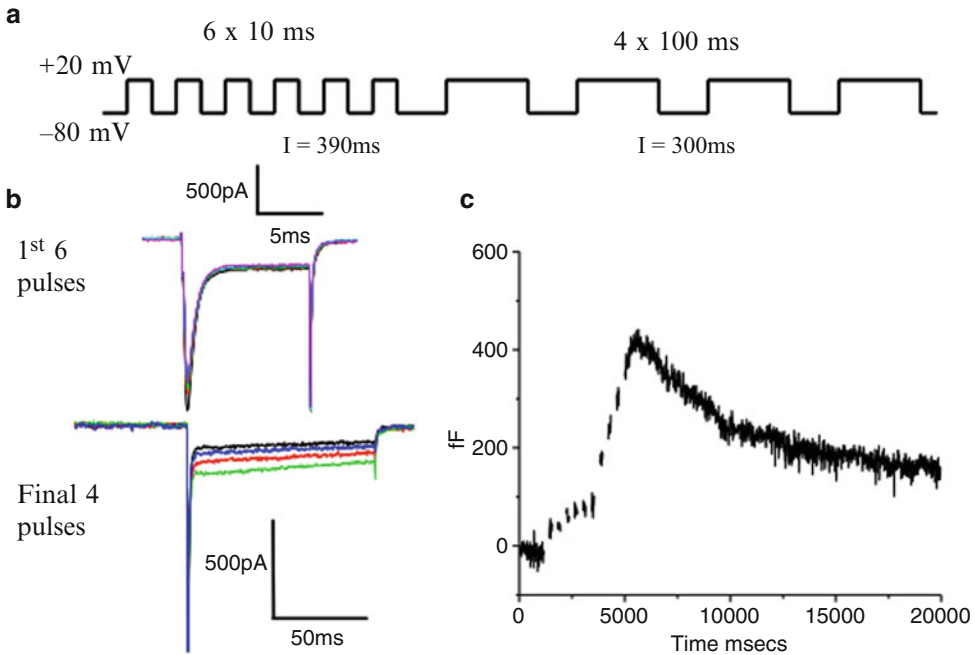 a
6 x 10 ms
4 x 100 ms
+20 mV
–80 mV
I = 390ms
I = 300ms
b
500pA
5ms
1st 6
pulses
Final 4
pulses
500pA
50ms
c
600
400
200
0
fF
0
5000
10000
15000
20000
Time msecs